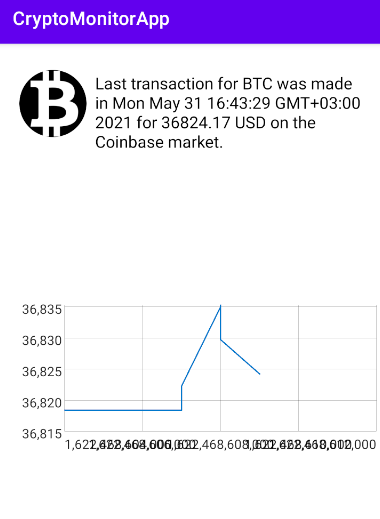 CryptoMonitorApp
Last transaction for BTC was made
in Mon May 31 16:43:29 GMT+03:00
2021 for 36824.17 USD on the
Coinbase market.
36,835
36,830
36,825
36,820
36,815